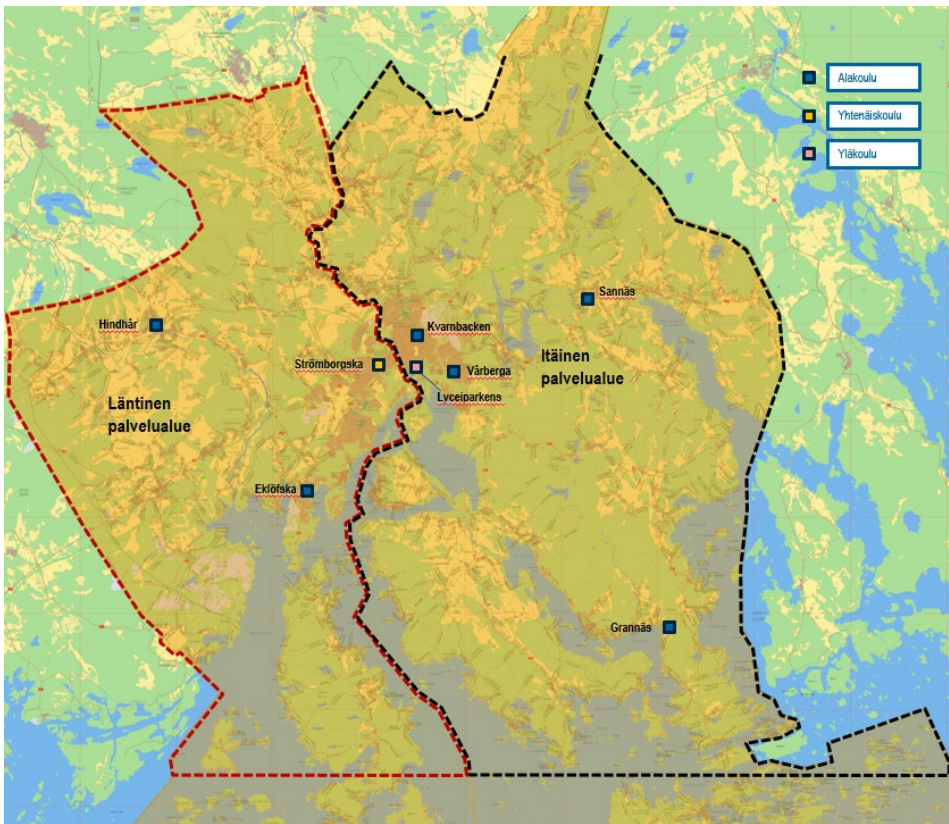 Alakoulu
Yhtenäiskoulu
Yläkoulu
Sannäs
Hindhår
Kvarnbacken
Strömborgska
Vårberga
Itäinen
palvelualue
Lyceiparkens
Läntinen
palvelualue
Eklöfska
Grannäs